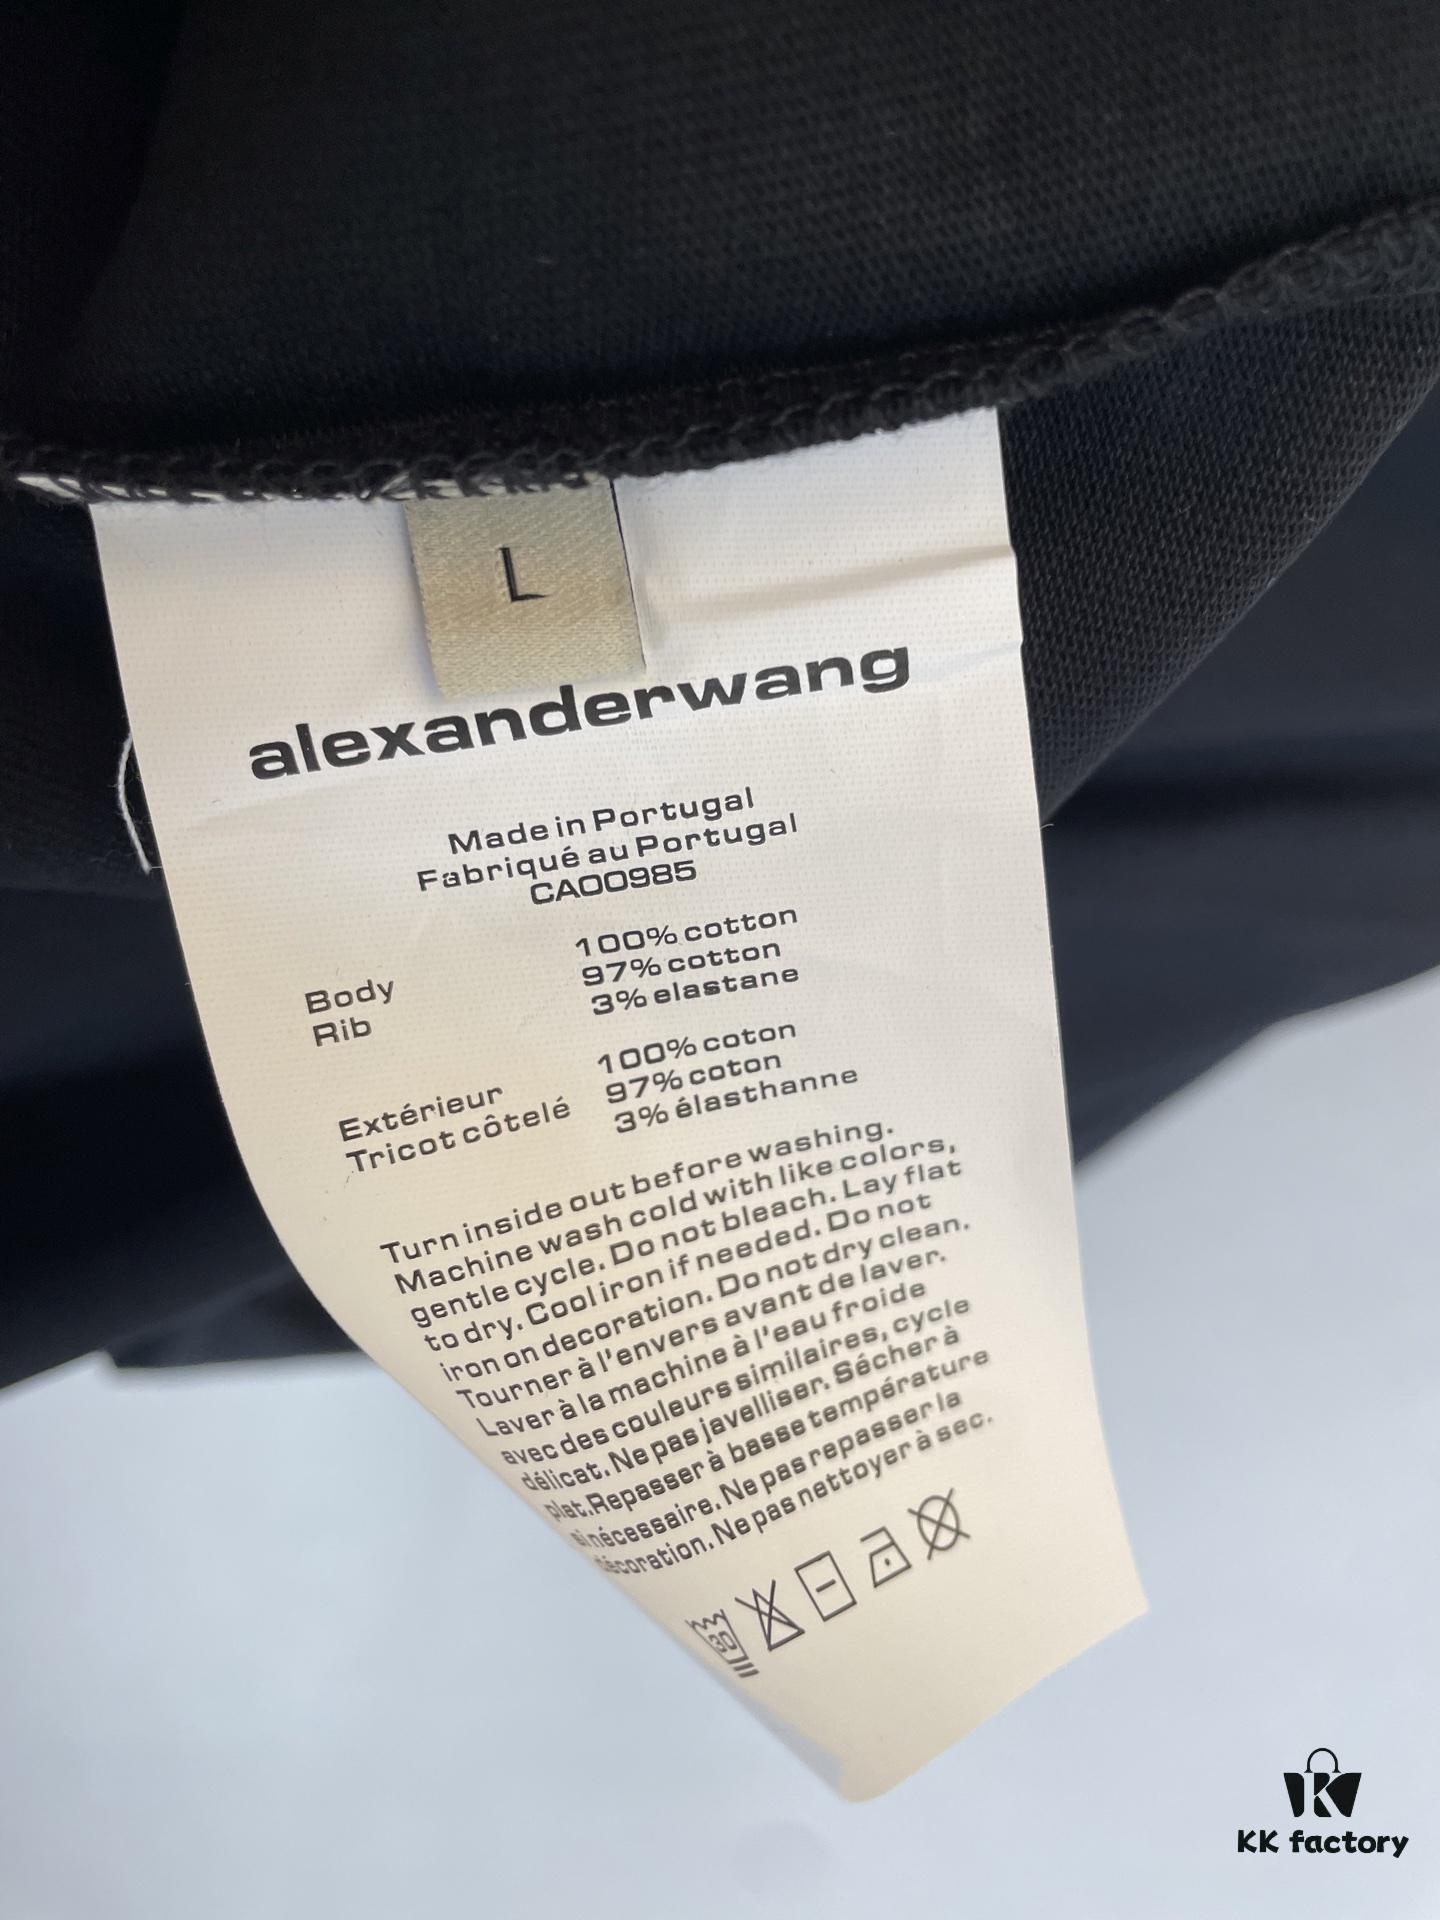 L
alexanderwang
Made in Portugal
Fabriqué au Portugal
CA00985
100% cotton
Body 97% cotton
Rib 3% elastane
100% coton
Extérieur 97% coton
Tricot côtelé 3% élasthanne
Turn inside out before washing.
Machine wash cold with like colors,
gentle cycle. Do not bleach. Lay flat
to dry. Cool iron if needed. Do not
iron on decoration. Do not dry clean.
Tourner à l'envers avant de laver.
Laver à la machine à l'eau froide
avec des couleurs similaires, cycle
délicat. Ne pas javelliser. Sécher à
plat. Repasser à basse température
si nécessaire. Ne pas repasser la
décoration. Ne pas nettoyer à sec.
30
KK factory